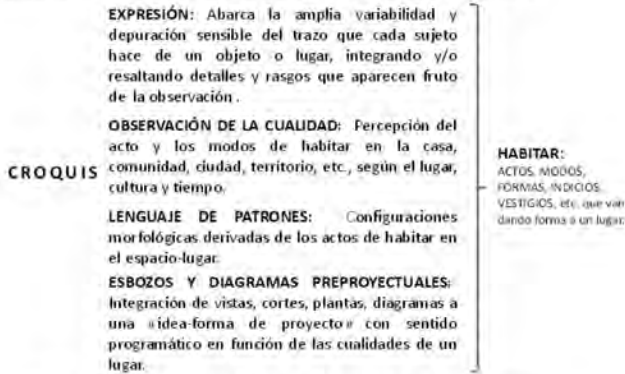 EXPRESIÓN: Abarca la amplia variabilidad y
depuración sensible del trazo que cada sujeto
hace de un objeto o lugar, integrando y/o
resaltando detalles y rasgos que aparecen fruto
de la observación .
OBSERVACIÓN DE LA CUALIDAD: Percepción del
acto y los modos de habitar en la casa,
comunidad, ciudad, territorio, etc., según el lugar,
cultura y tiempo.
CROQUIS
LENGUAJE DE PATRONES: Configuraciones
morfológicas derivadas de los actos de habitar en
el espacio-lugar.
ESBOZOS Y DIAGRAMAS PREPROYECTUALES:
Integración de vistas, cortes, plantas, diagramas a
una «idea-forma de proyecto» con sentido
programático en función de las cualidades de un
lugar.
HABITAR:
ACTOS, MODOS,
FORMAS, INDICIOS,
VESTIGIOS, etc. que van
dando forma a un lugar.